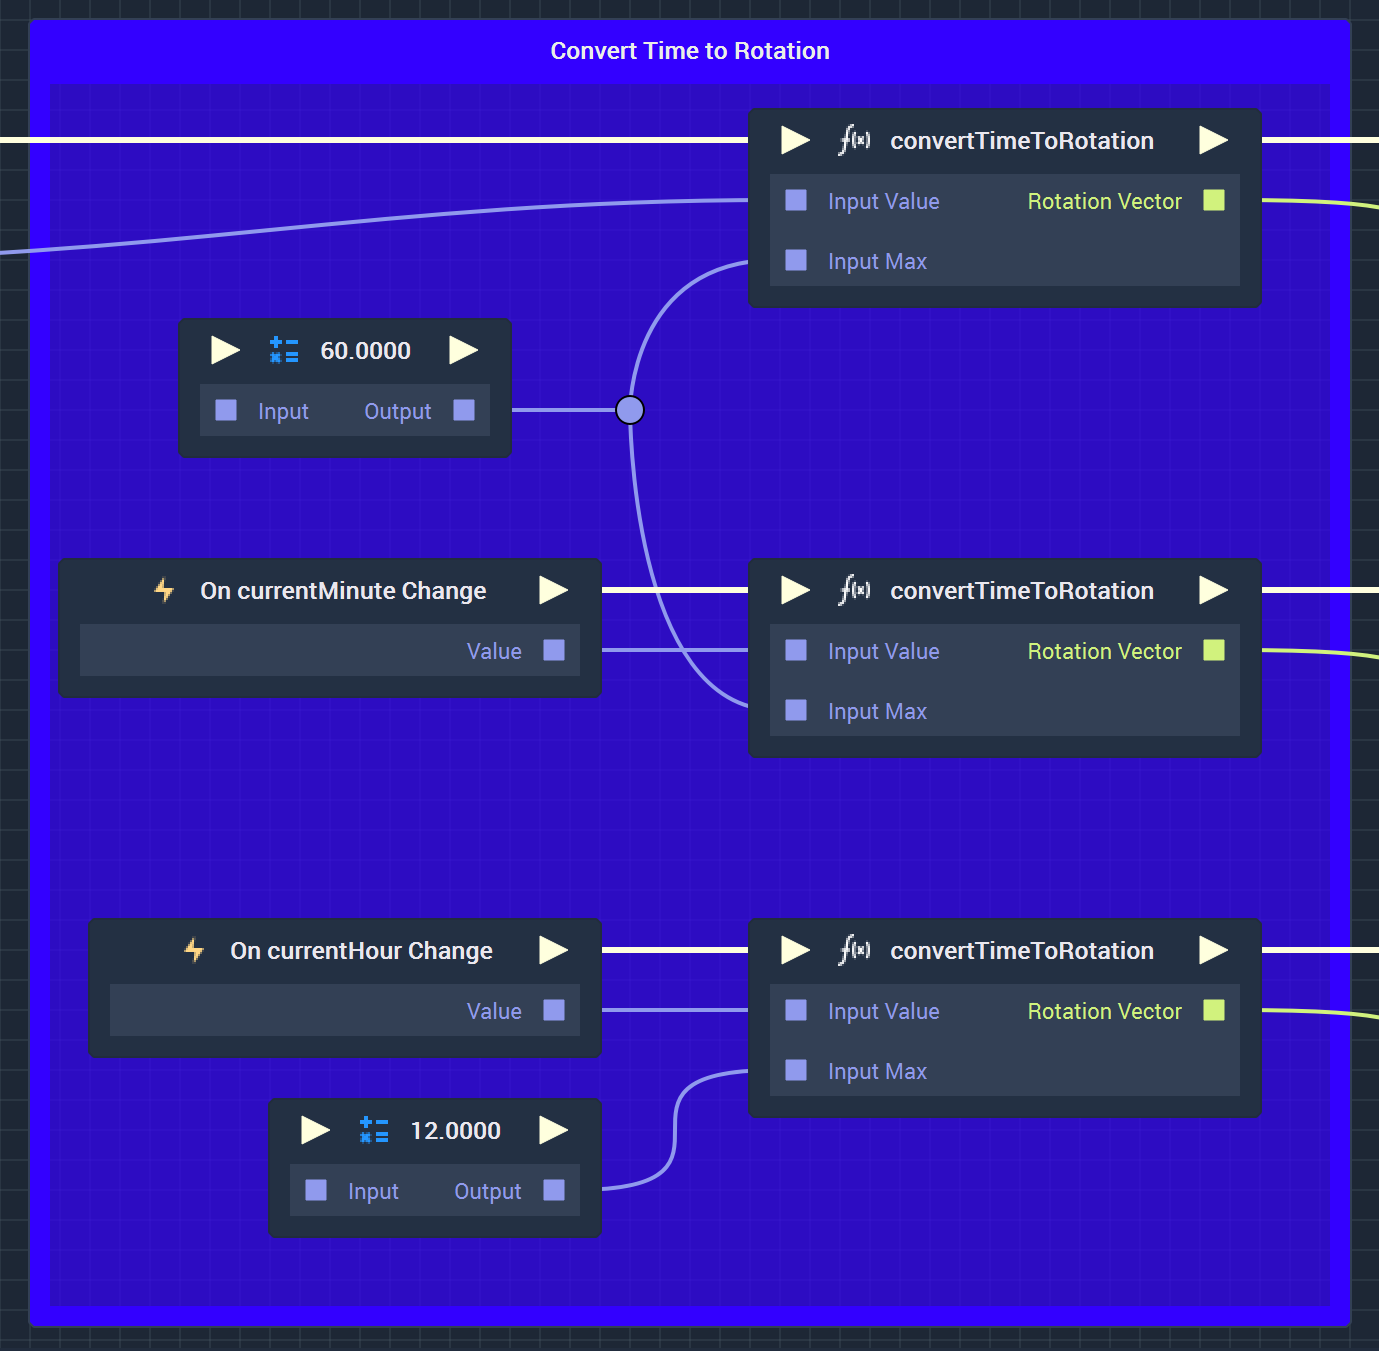 Convert Time to Rotation
f(x) convertTimeToRotation
Input Value Rotation Vector
Input Max
60.0000
Input Output
On currentMinute Change
Value
f(x) convertTimeToRotation
Input Value Rotation Vector
Input Max
On currentHour Change
Value
f(x) convertTimeToRotation
Input Value Rotation Vector
Input Max
12.0000
Input Output